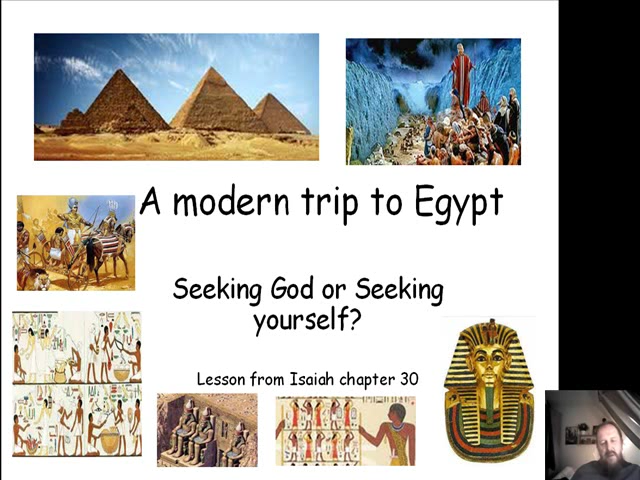 A modern trip to Egypt
Seeking God or Seeking
yourself?
Lesson from Isaiah chapter 30